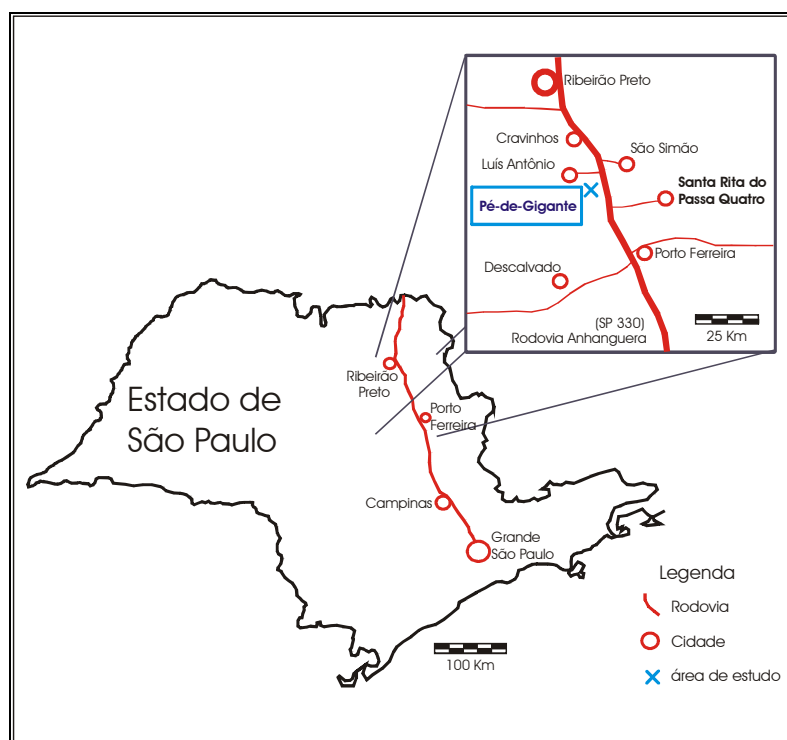 Ribeirão Preto
Cravinhos
São Simão
Luís Antônio
Santa Rita do
Passa Quatro
Pé-de-Gigante
Porto Ferreira
Descalvado
(SP 330)
Rodovia Anhanguera
25 Km
Ribeirão
Preto
Estado de
São Paulo
Porto
Ferreira
Campinas
Grande
São Paulo
100 Km
Legenda
Rodovia
Cidade
área de estudo